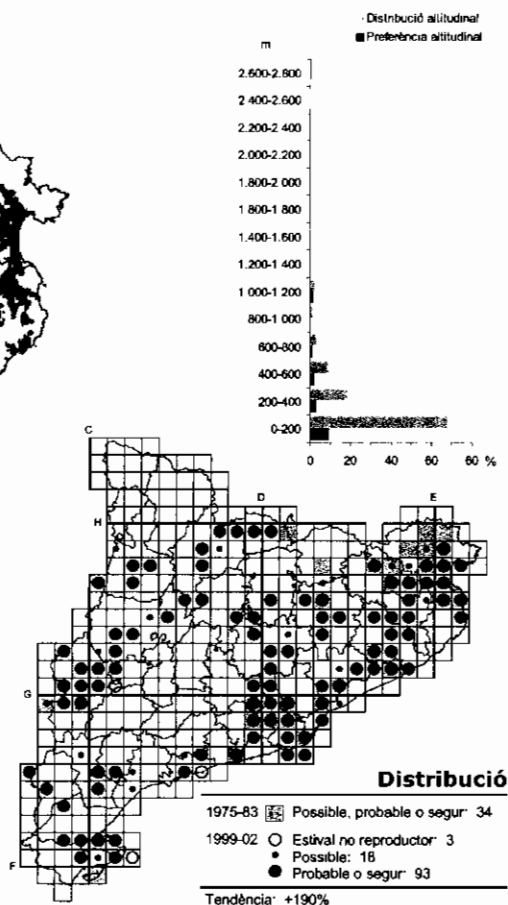 Distribució altitudinal
Preferència altitudinal
m
2.600-2.800
2 400-2.600
2.200-2 400
2.000-2.200
1.800-2 000
1 800-1 800
1.400-1.600
1.200-1 400
1 000-1 200
800-1 000
600-800
400-600
200-400
0-200
0 20 40 60 80 %
C
D
E
H
G
F
Distribució
1975-83 Possible, probable o segur· 34
1999-02 Estival no reproductor· 3
Possible: 18
Probable o segur· 93
Tendència· +190%